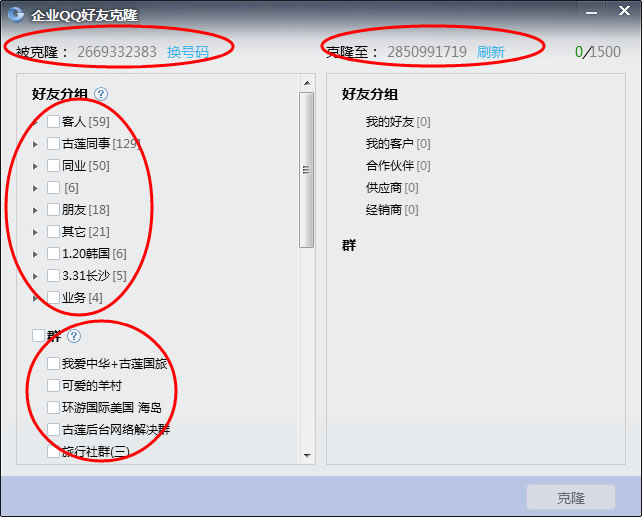 企业QQ好友克隆
被克隆： 2669332383 换号码
克隆至： 2850991719 刷新 0/1500
好友分组 ?
客人 [59]
古莲同事 [129]
同业 [50]
[6]
朋友 [18]
其它 [21]
1.20韩国 [6]
3.31长沙 [5]
业务 [4]
群 ?
我爱中华+古莲国旅
可爱的羊村
环游国际美国 海岛
古莲后台网络解决群
旅行社群(三)
好友分组
我的好友 [0]
我的客户 [0]
合作伙伴 [0]
供应商 [0]
经销商 [0]
群
克隆